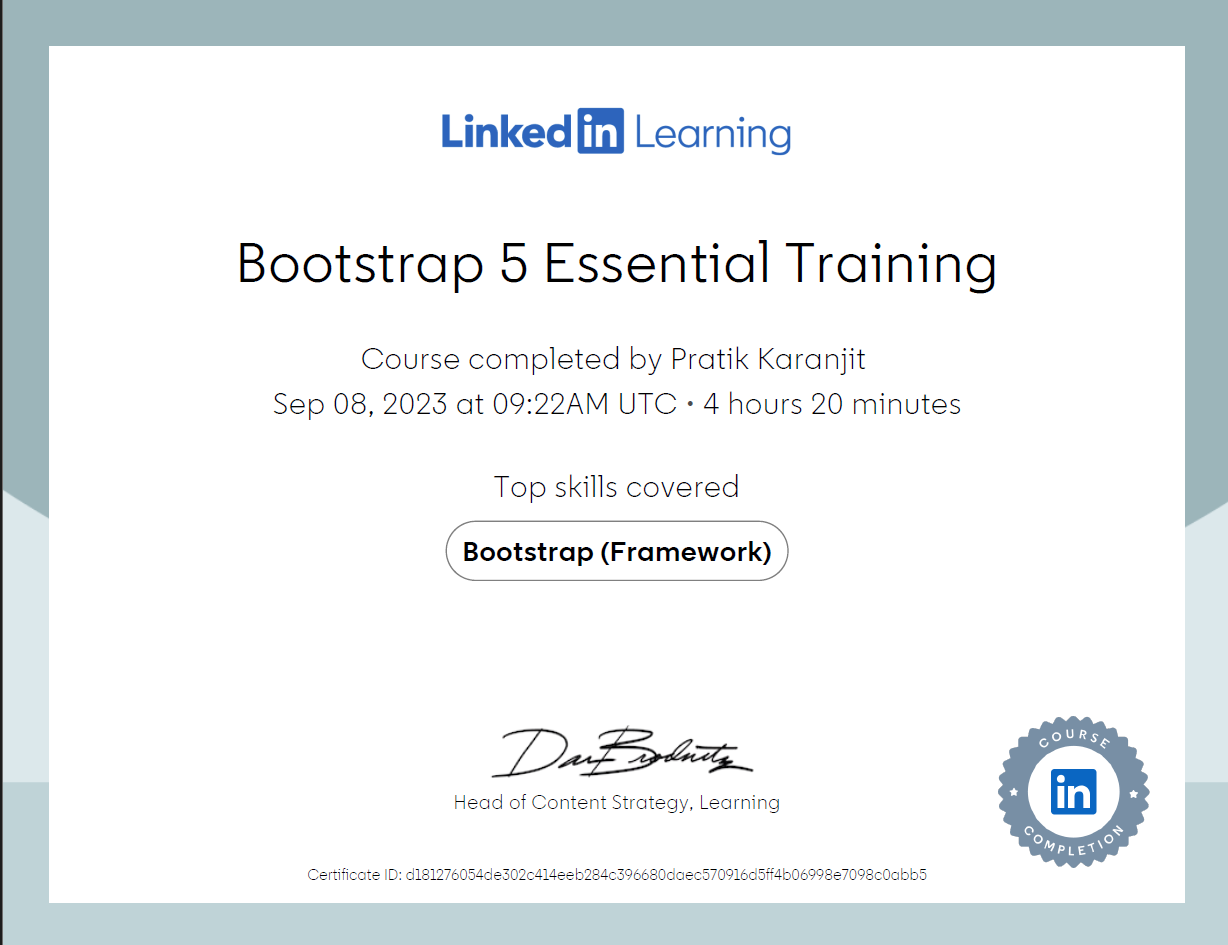 LinkedIn Learning
Bootstrap 5 Essential Training
Course completed by Pratik Karanjit
Sep 08, 2023 at 09:22AM UTC • 4 hours 20 minutes
Top skills covered
Bootstrap (Framework)
Dan Brodnitz
Head of Content Strategy, Learning
COURSE
in
COMPLETION
Certificate ID: d181276054de302c414eeb284c396680daec570916d5ff4b06998e7098c0abb5